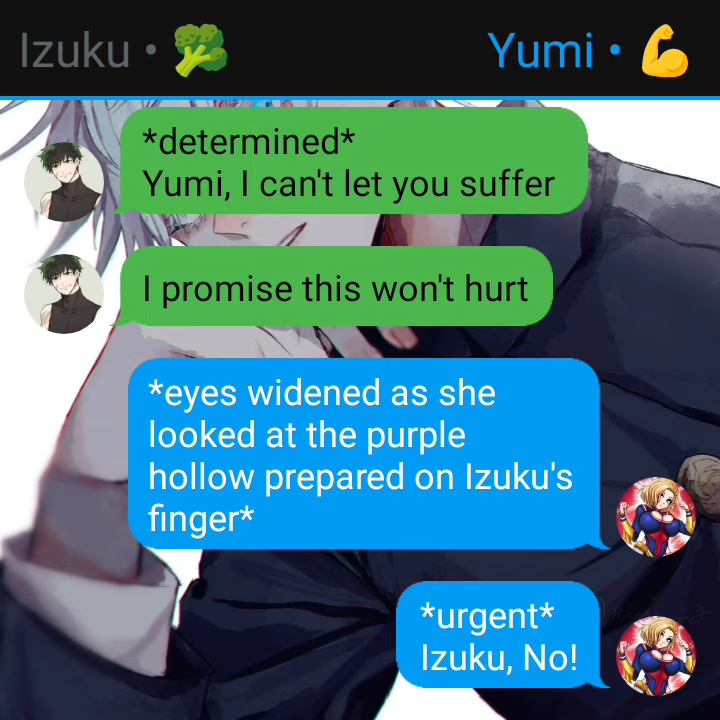 Izuku • 🥦
Yumi • 💪
*determined*
Yumi, I can't let you suffer
I promise this won't hurt
*eyes widened as she
looked at the purple
hollow prepared on Izuku's
finger*
*urgent*
Izuku, No!